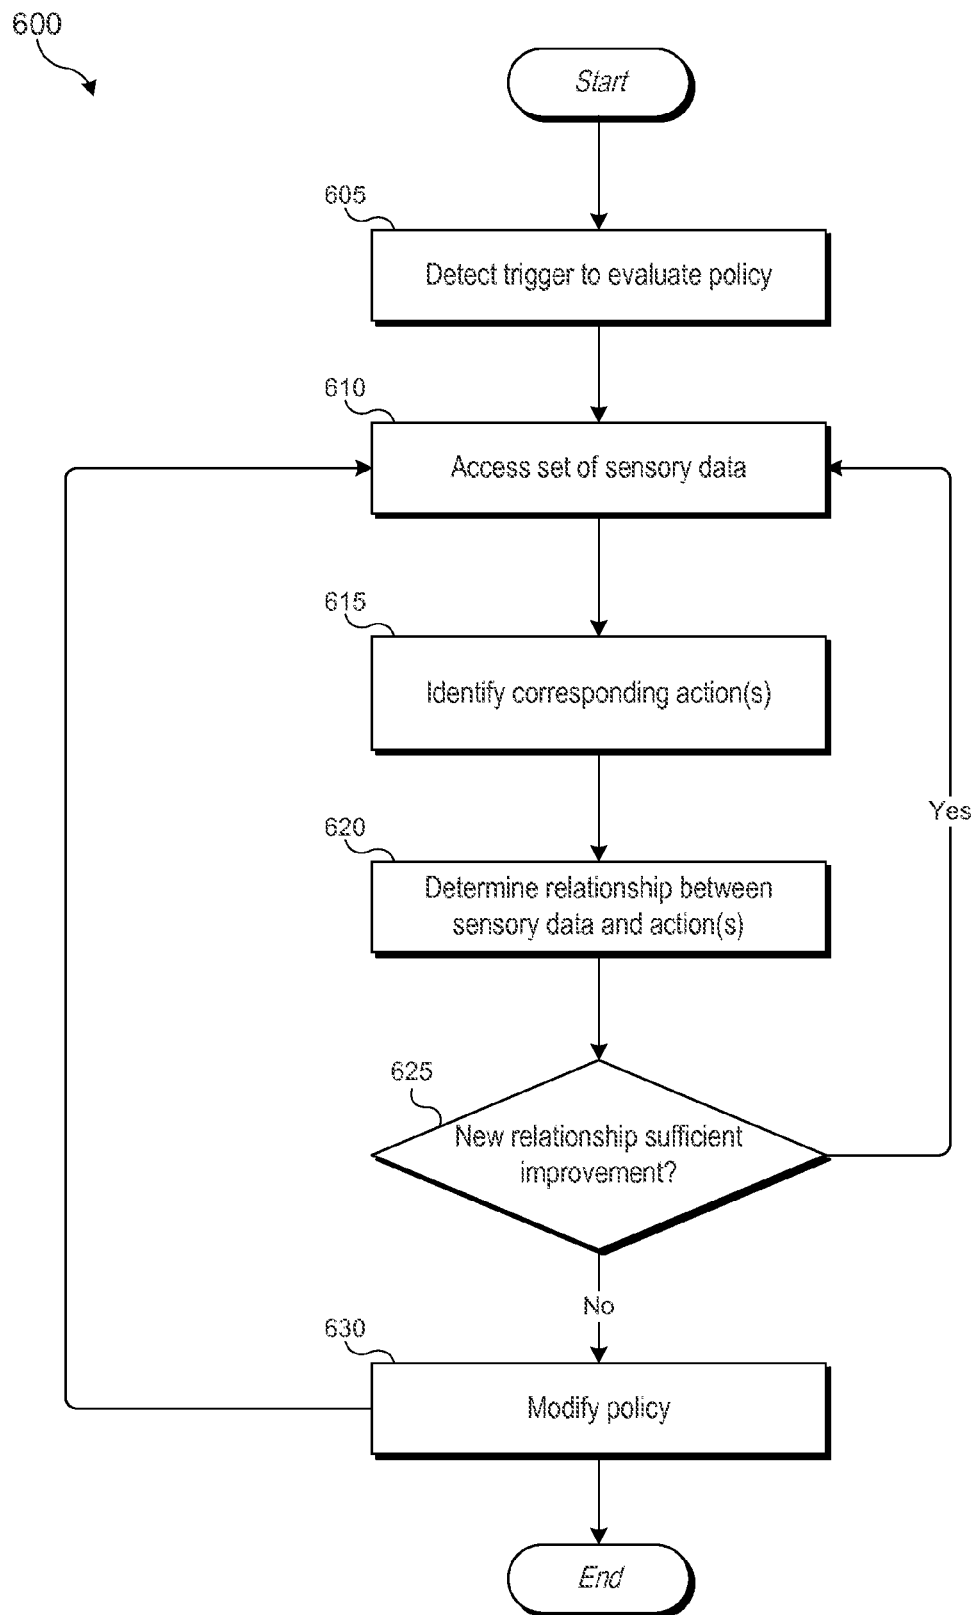 600
Start
605
Detect trigger to evaluate policy
610
Access set of sensory data
615
Identify corresponding action(s)
620
Determine relationship between
sensory data and action(s)
Yes
625
New relationship sufficient
improvement?
No
630
Modify policy
End